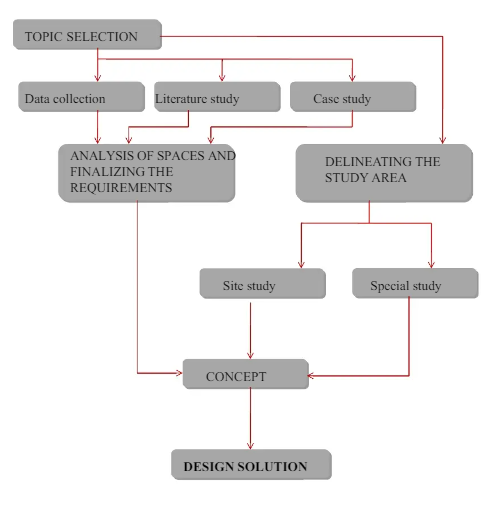 TOPIC SELECTION
Data collection
Literature study
Case study
ANALYSIS OF SPACES AND
FINALIZING THE
REQUIREMENTS
DELINEATING THE
STUDY AREA
Site study
Special study
CONCEPT
DESIGN SOLUTION